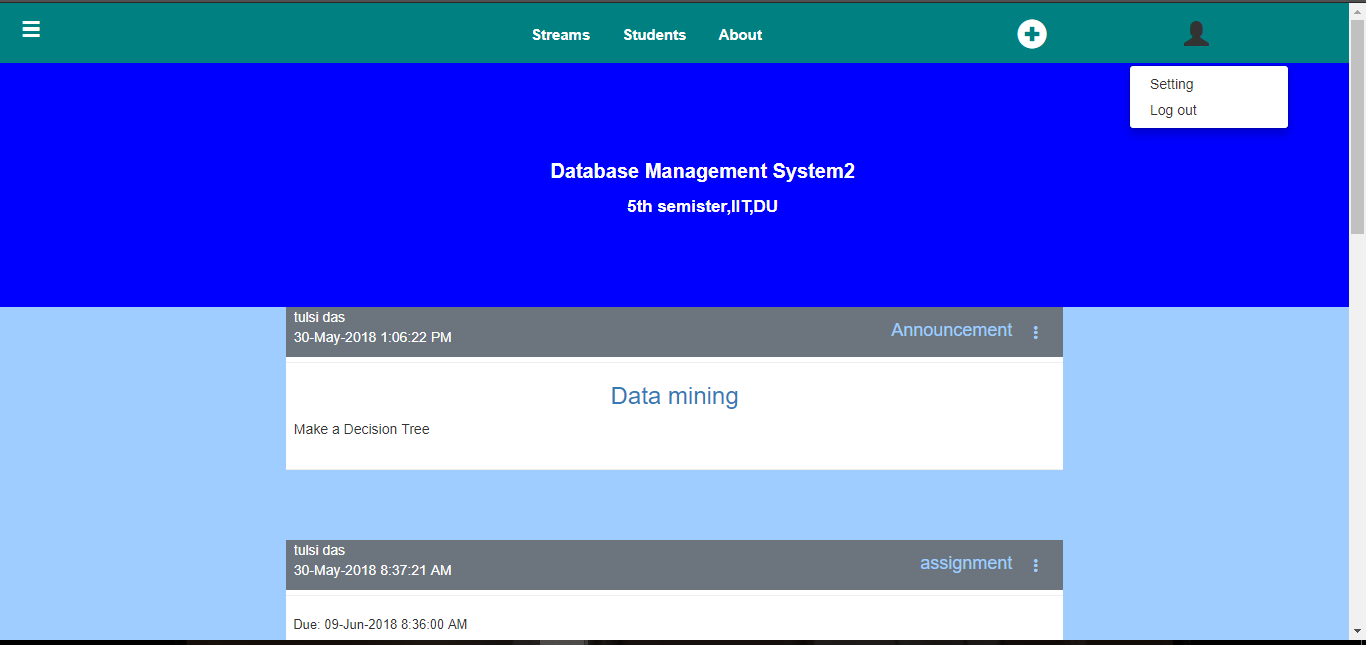 Streams Students About
Setting
Log out
Database Management System2
5th semister,IIT,DU
tulsi das
30-May-2018 1:06:22 PM
Announcement
Data mining
Make a Decision Tree
tulsi das
30-May-2018 8:37:21 AM
assignment
Due: 09-Jun-2018 8:36:00 AM